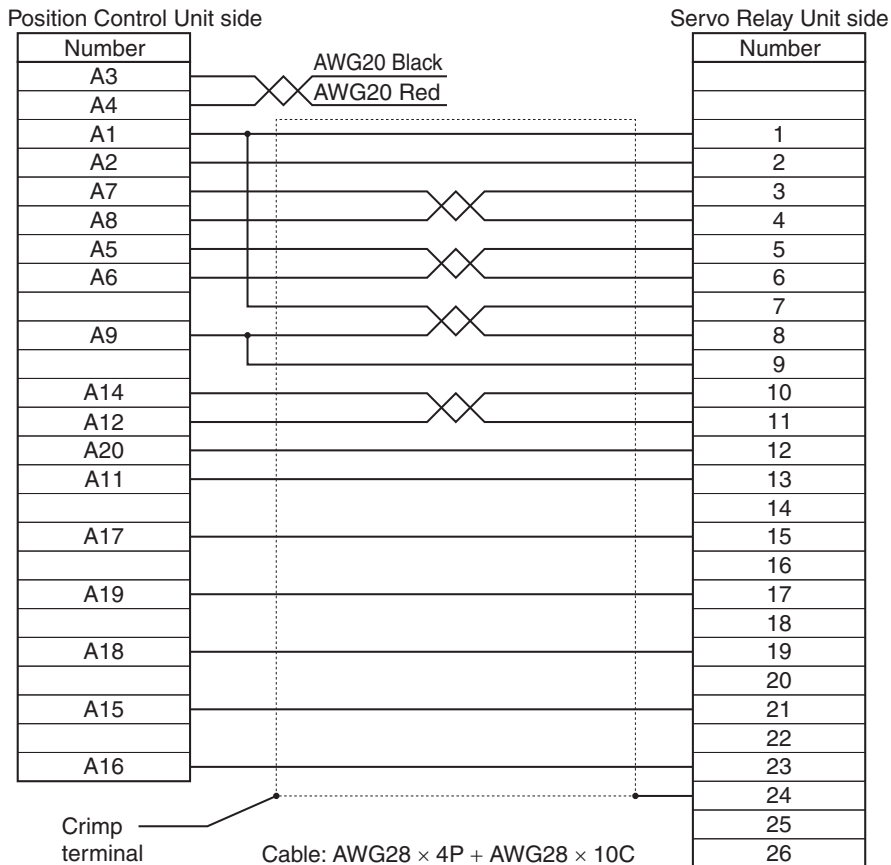 Position Control Unit side
Servo Relay Unit side
Number
Number
A3
AWG20 Black
A4
AWG20 Red
A1
1
A2
2
A7
3
A8
4
A5
5
A6
6
7
A9
8
9
A14
10
A12
11
A20
12
A11
13
14
A17
15
16
A19
17
18
A18
19
20
A15
21
22
A16
23
24
25
26
Crimp
terminal
Cable: AWG28 × 4P + AWG28 × 10C